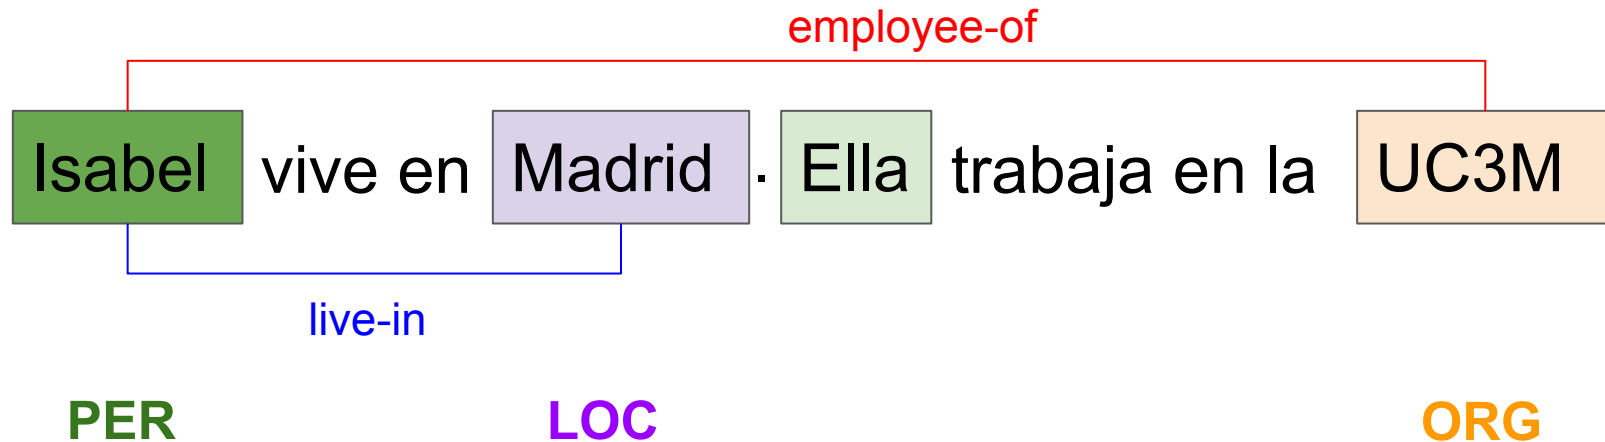 employee-of
Isabel vive en Madrid . Ella trabaja en la UC3M
live-in
PER LOC ORG